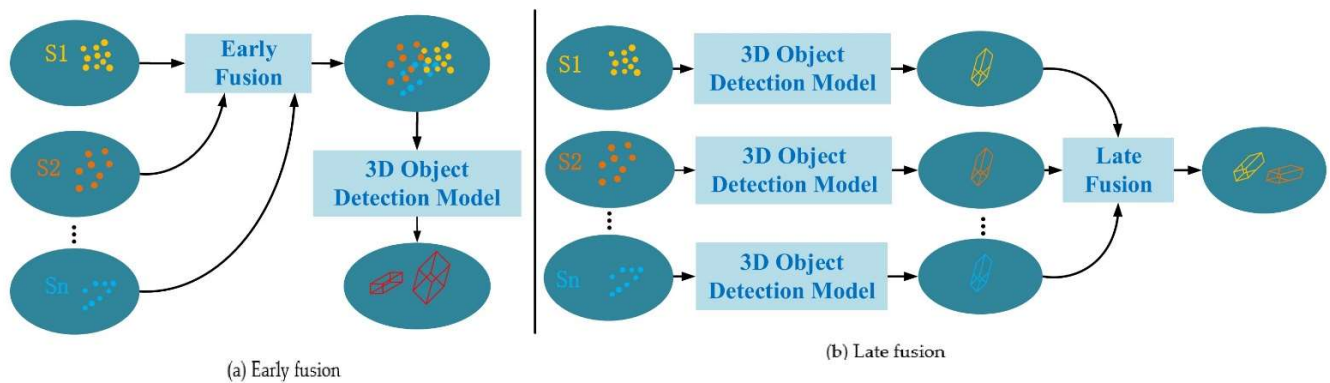 S1
Early
Fusion
S2
3D Object
Detection Model
Sn
(a) Early fusion
S1
3D Object
Detection Model
S2
3D Object
Detection Model
Late
Fusion
Sn
3D Object
Detection Model
(b) Late fusion